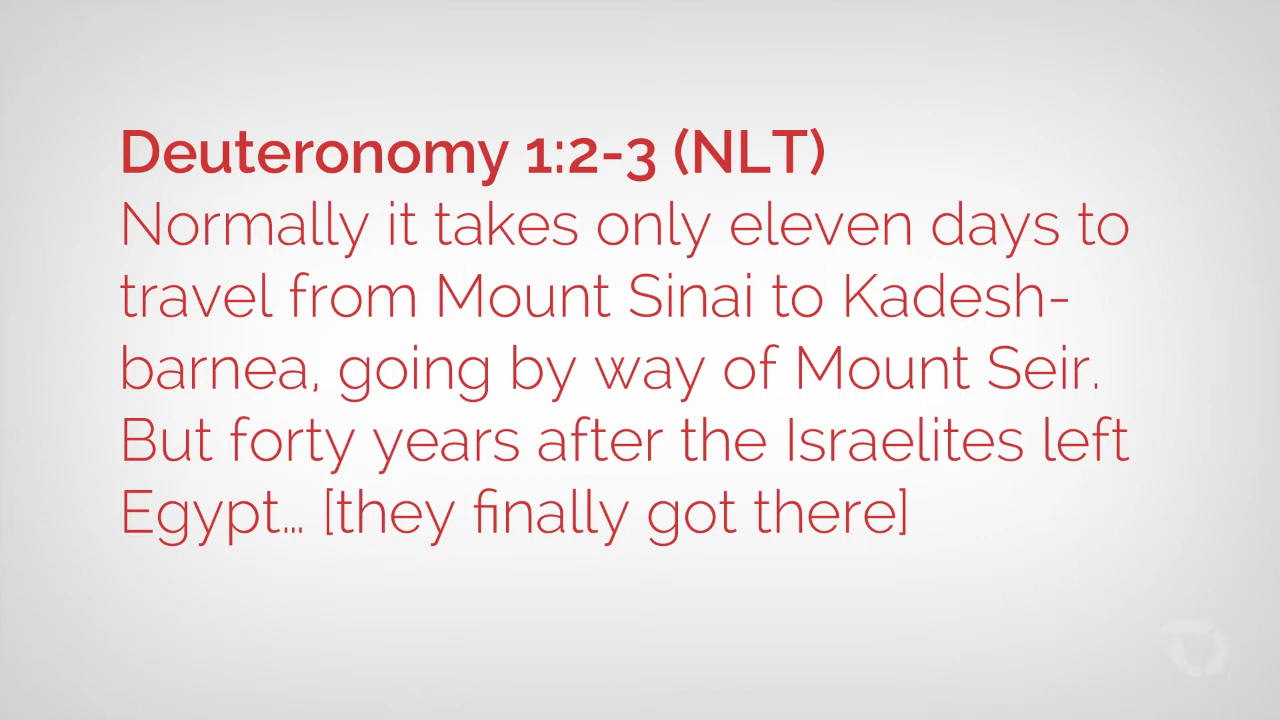 Deuteronomy 1:2-3 (NLT)
Normally it takes only eleven days to
travel from Mount Sinai to Kadesh-
barnea, going by way of Mount Seir.
But forty years after the Israelites left
Egypt... [they finally got there]